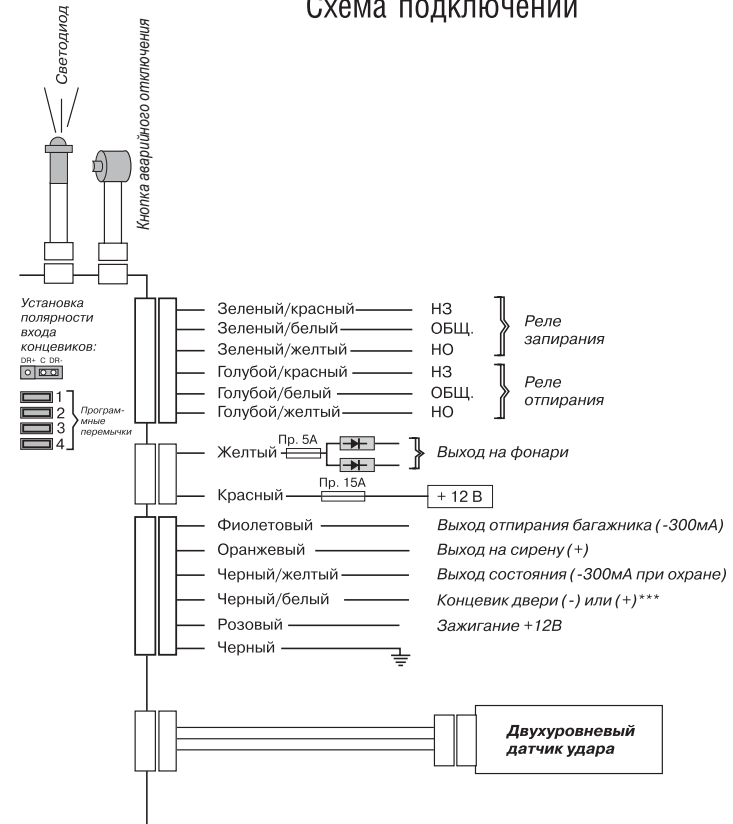 Схема подключений
Светодиод
Кнопка аварийного отключения
Установка
полярности
входа
концевиков:
DR+ C DR-
1
2
3
4
Програм-
мные
перемычки
Зеленый/красный НЗ
Зеленый/белый ОБЩ.
Зеленый/желтый НО
Реле
запирания
Голубой/красный НЗ
Голубой/белый ОБЩ.
Голубой/желтый НО
Реле
отпирания
Желтый Пр. 5А Выход на фонари
Красный Пр. 15А + 12 В
Фиолетовый Выход отпирания багажника (-300мА)
Оранжевый Выход на сирену (+)
Черный/желтый Выход состояния (-300мА при охране)
Черный/белый Концевик двери (-) или (+)***
Розовый Зажигание +12В
Черный
Двухуровневый
датчик удара